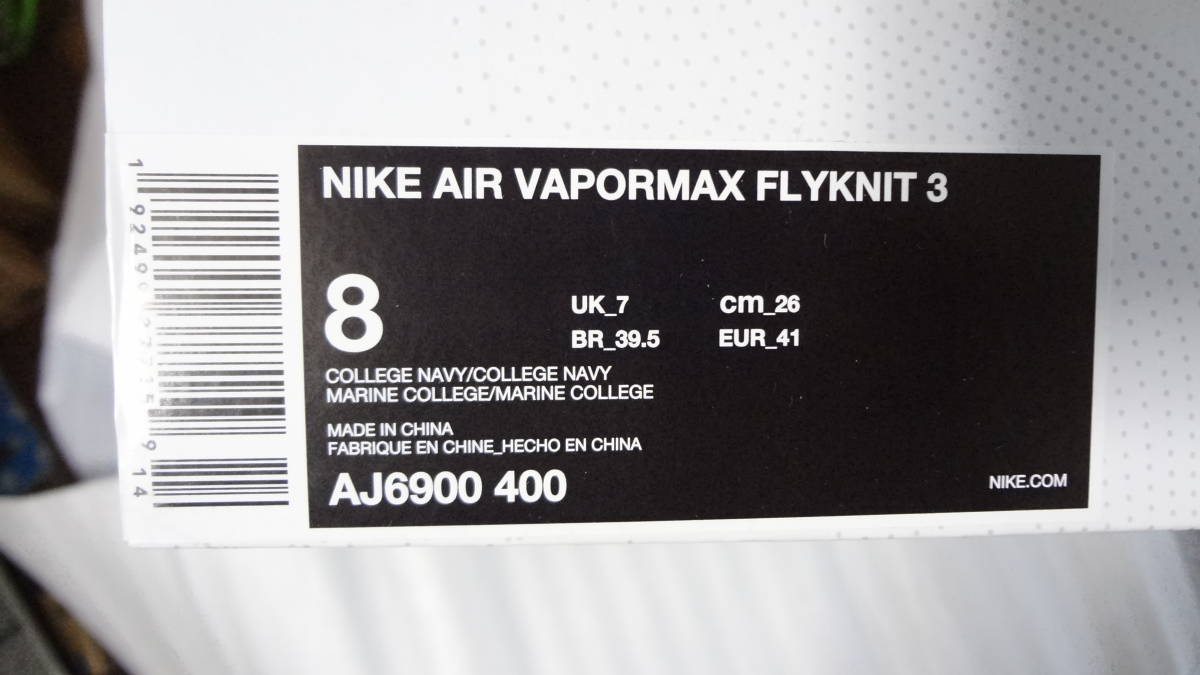 NIKE AIR VAPORMAX FLYKNIT 3
8
UK_7 cm_26
BR_39.5 EUR_41
COLLEGE NAVY/COLLEGE NAVY
MARINE COLLEGE/MARINE COLLEGE
MADE IN CHINA
FABRIQUE EN CHINE_HECHO EN CHINA
AJ6900 400
NIKE.COM